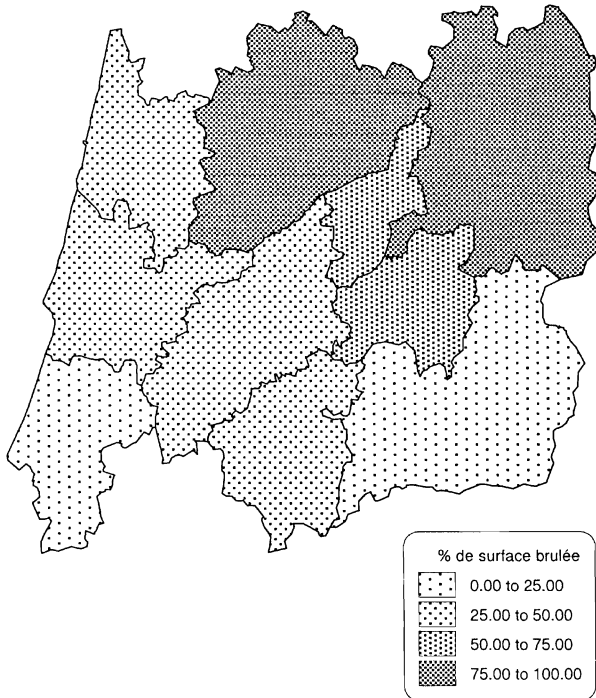 % de surface brulée
0.00 to 25.00
25.00 to 50.00
50.00 to 75.00
75.00 to 100.00